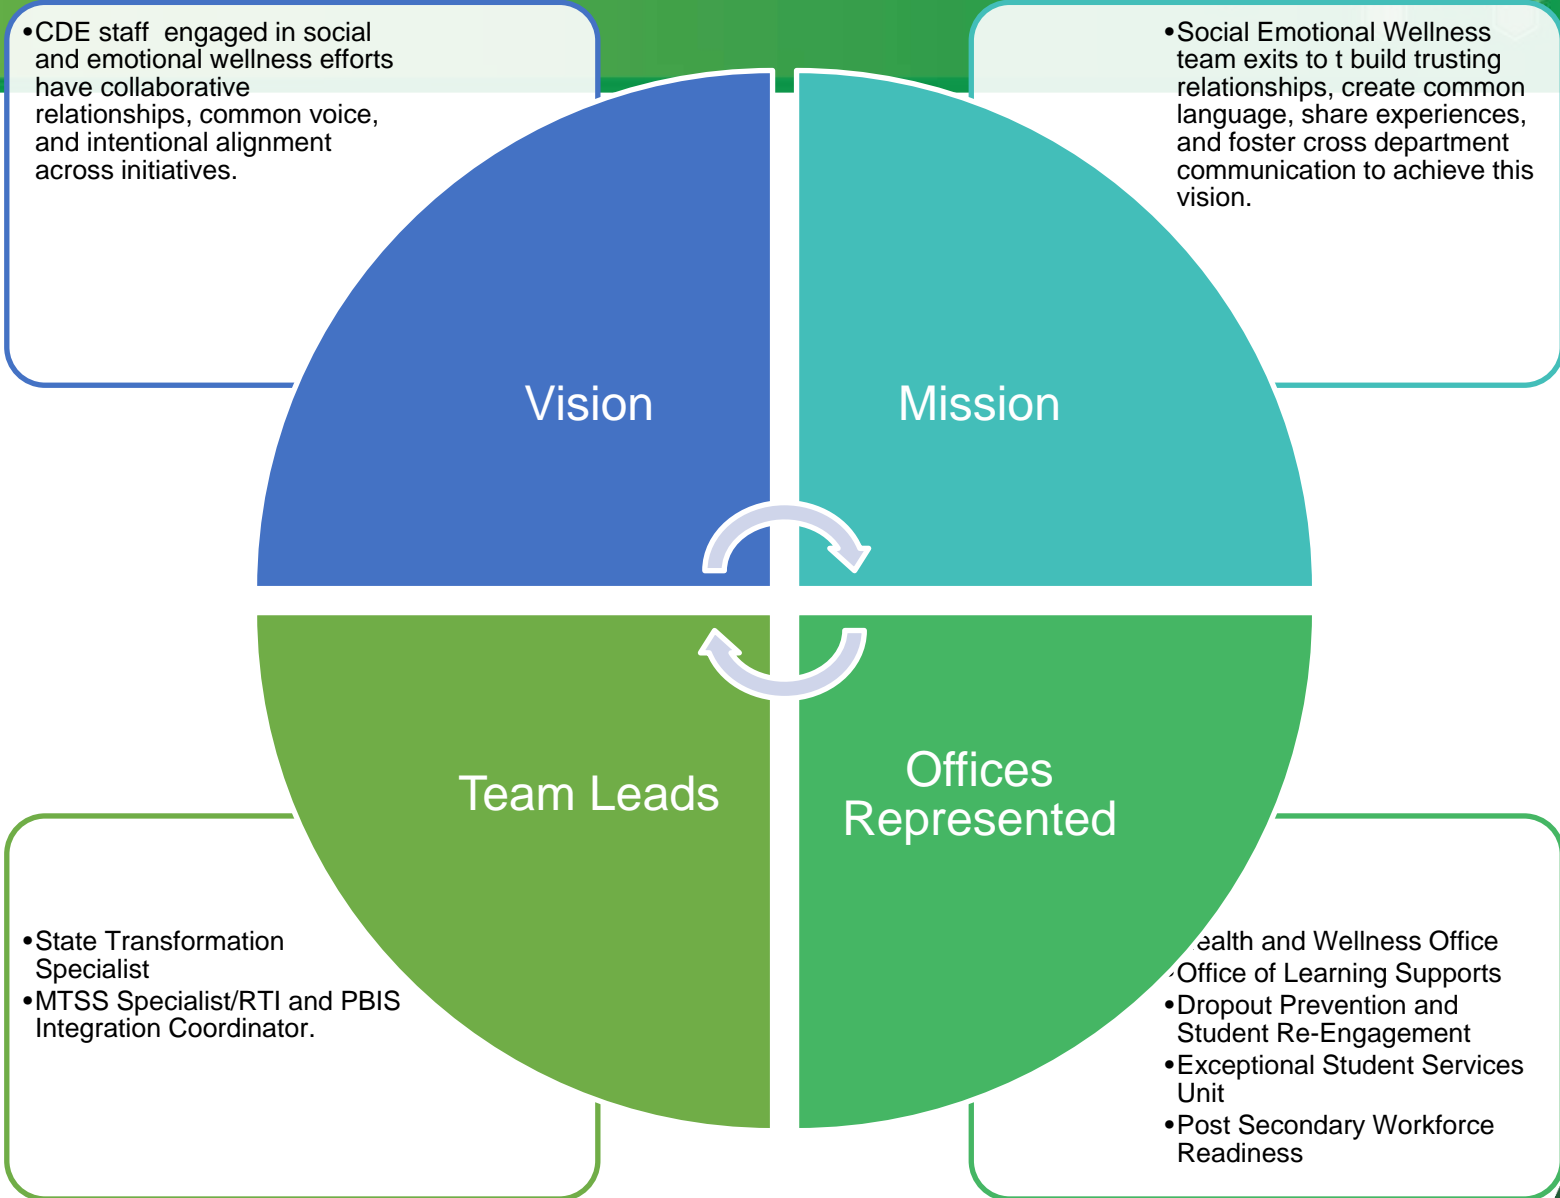 •CDE staff  engaged in social
and emotional wellness efforts
have collaborative
relationships, common voice,
and intentional alignment
across initiatives.
•Social Emotional Wellness
team exits to t build trusting
relationships, create common
language, share experiences,
and foster cross department
communication to achieve this
vision.
Vision
Mission
Team Leads
Offices
Represented
•State Transformation
Specialist
•MTSS Specialist/RTI and PBIS
Integration Coordinator.
ealth and Wellness Office
•Office of Learning Supports
•Dropout Prevention and
Student Re-Engagement
•Exceptional Student Services
Unit
•Post Secondary Workforce
Readiness